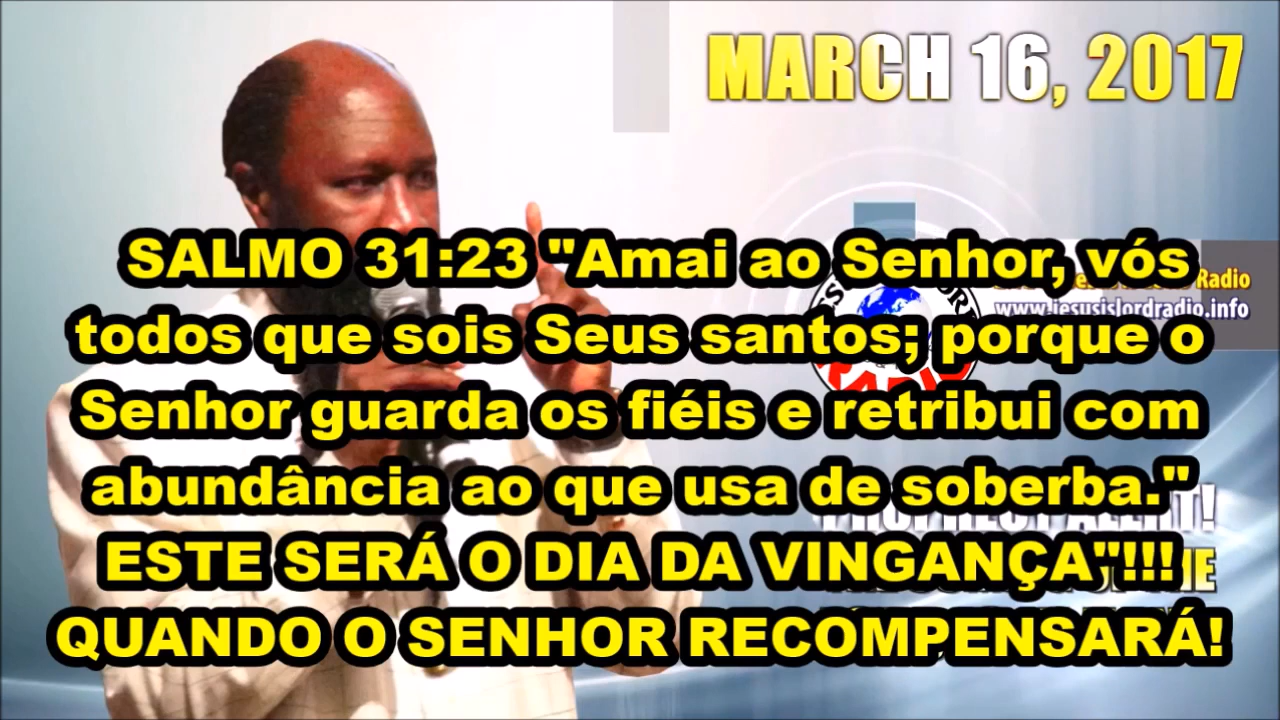 MARCH 16, 2017
SALMO 31:23 "Amai ao Senhor, vós
todos que sois Seus santos; porque o
Senhor guarda os fiéis e retribui com
abundância ao que usa de soberba."
ESTE SERÁ O DIA DA VINGANÇA"!!!
QUANDO O SENHOR RECOMPENSARÁ!
Radio
www.jesusislordradio.info
PROPHECY ALERT!